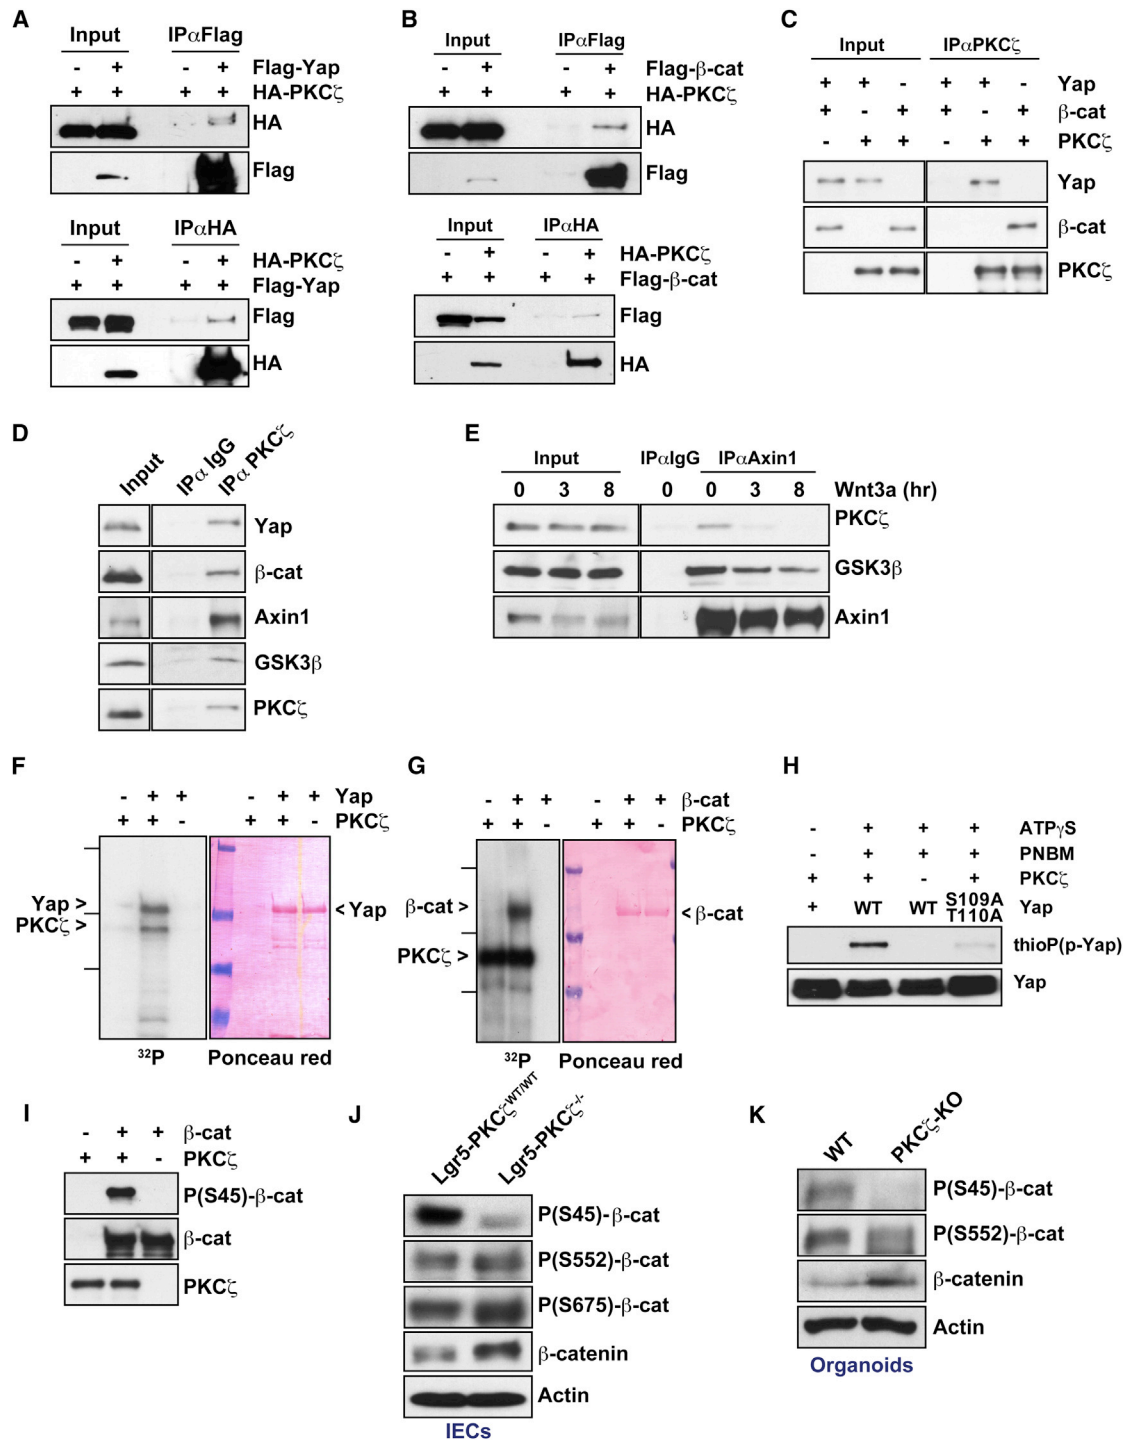 A
Input IPαFlag
- + - + Flag-Yap
+ + + + HA-PKCζ
HA
Flag
Input IPαHA
- + - + HA-PKCζ
+ + + + Flag-Yap
Flag
HA
B
Input IPαFlag
- + - + Flag-β-cat
+ + + + HA-PKCζ
HA
Flag
Input IPαHA
- + - + HA-PKCζ
+ + + + Flag-β-cat
Flag
HA
C
Input IPαPKCζ
+ + - + + - Yap
+ - + + - + β-cat
- + + - + + PKCζ
Yap
β-cat
PKCζ
D
Input IPα IgG IPα PKCζ
Yap
β-cat
Axin1
GSK3β
PKCζ
E
Input IPαIgG IPαAxin1
0 3 8 0 0 3 8 Wnt3a (hr)
PKCζ
GSK3β
Axin1
F
- + + - + + Yap
+ + - + + - PKCζ
Yap >
PKCζ >
< Yap
³²P Ponceau red
G
- + + - + + β-cat
+ + - + + - PKCζ
β-cat >
PKCζ >
< β-cat
³²P Ponceau red
H
- + + + ATPγS
- + + + PNBM
+ + - + PKCζ
+ WT WT S109A T110A Yap
thioP(p-Yap)
Yap
I
- + + β-cat
+ + - PKCζ
P(S45)-β-cat
β-cat
PKCζ
J
Lgr5-PKCζWT/WT Lgr5-PKCζ-/-
P(S45)-β-cat
P(S552)-β-cat
P(S675)-β-cat
β-catenin
Actin
IECs
K
WT PKCζ-KO
P(S45)-β-cat
P(S552)-β-cat
β-catenin
Actin
Organoids